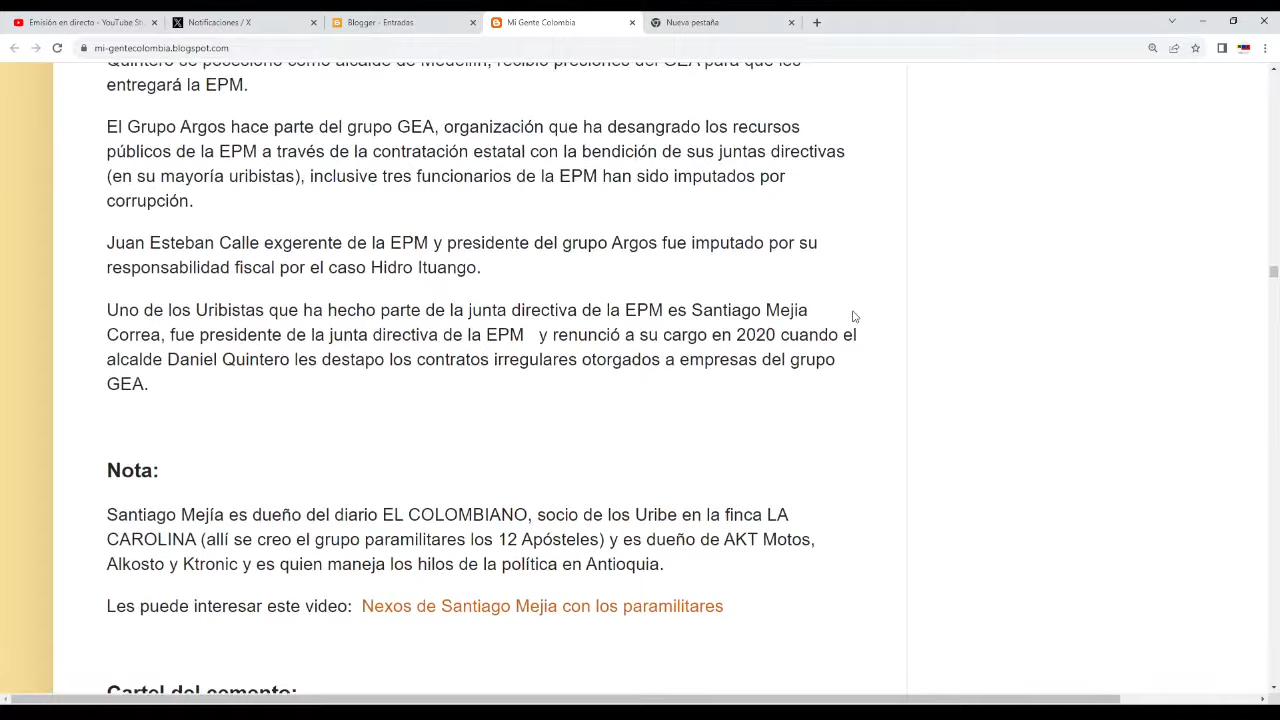 Emisión en directo - YouTube Stu
Notificaciones / X
Blogger - Entradas
Mi Gente Colombia
Nueva pestaña
mi-gentecolombia.blogspot.com
Quintero se posesionó como alcalde de Medellín, recibió presiones del GEA para que les
entregará la EPM.
El Grupo Argos hace parte del grupo GEA, organización que ha desangrado los recursos
públicos de la EPM a través de la contratación estatal con la bendición de sus juntas directivas
(en su mayoría uribistas), inclusive tres funcionarios de la EPM han sido imputados por
corrupción.
Juan Esteban Calle exgerente de la EPM y presidente del grupo Argos fue imputado por su
responsabilidad fiscal por el caso Hidro Ituango.
Uno de los Uribistas que ha hecho parte de la junta directiva de la EPM es Santiago Mejia
Correa, fue presidente de la junta directiva de la EPM y renunció a su cargo en 2020 cuando el
alcalde Daniel Quintero les destapo los contratos irregulares otorgados a empresas del grupo
GEA.
Nota:
Santiago Mejía es dueño del diario EL COLOMBIANO, socio de los Uribe en la finca LA
CAROLINA (allí se creo el grupo paramilitares los 12 Apósteles) y es dueño de AKT Motos,
Alkosto y Ktronic y es quien maneja los hilos de la política en Antioquia.
Les puede interesar este video: Nexos de Santiago Mejia con los paramilitares
Cartel del cemento: